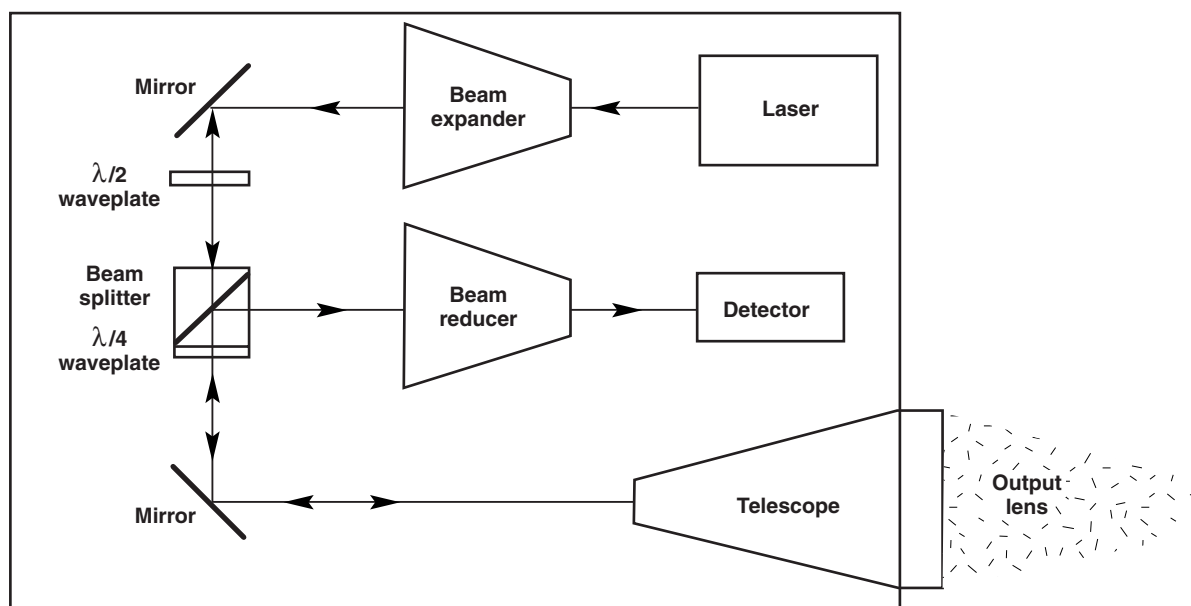 Mirror
Beam
expander
Laser
λ/2
waveplate
Beam
splitter
Beam
reducer
Detector
λ/4
waveplate
Mirror
Telescope
Output
lens